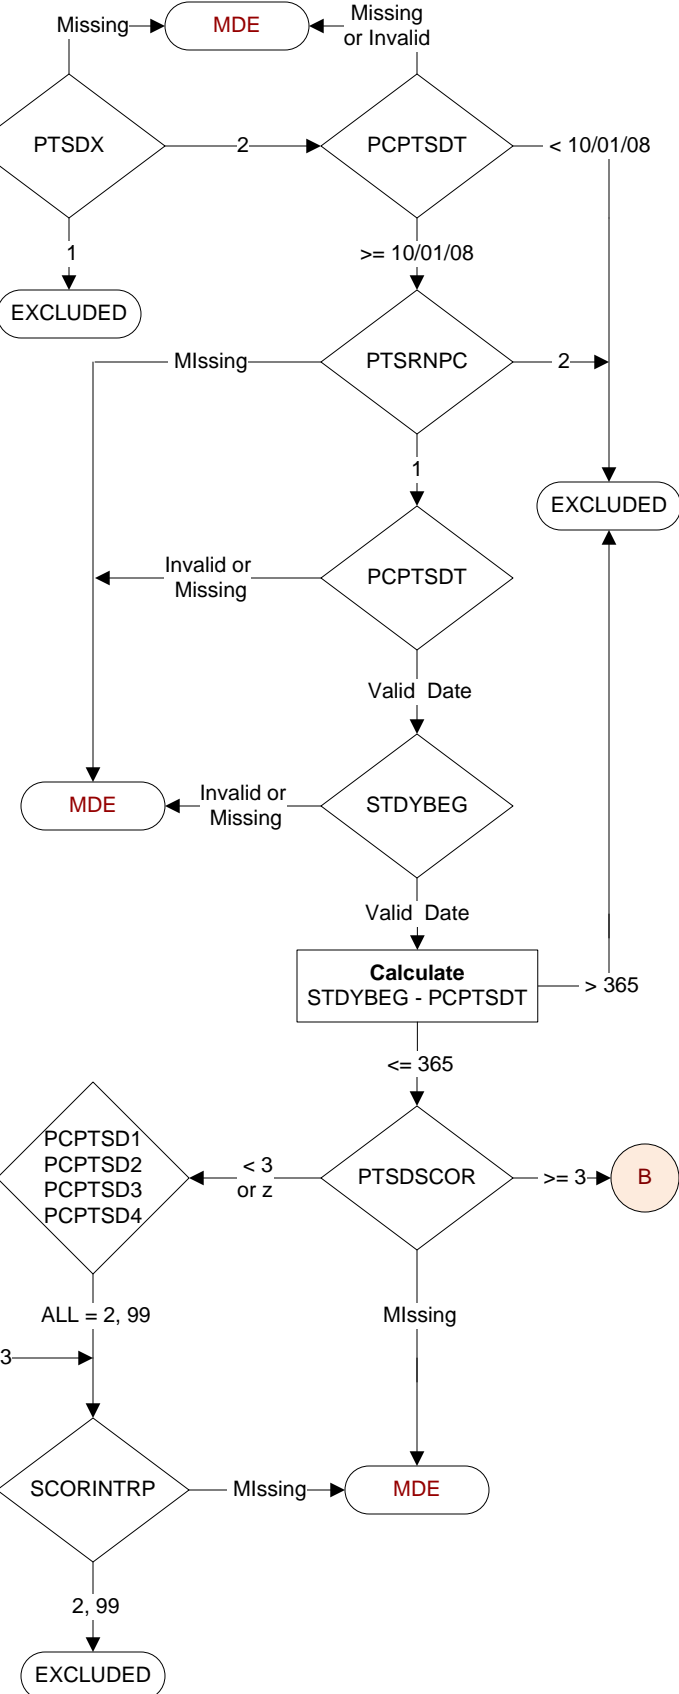 Missing
MDE
Missing
or Invalid
PTSDX
2
PCPTSDT
< 10/01/08
1
>= 10/01/08
EXCLUDED
MIssing
PTSRNPC
2
1
EXCLUDED
Invalid or
Missing
PCPTSDT
Valid Date
MDE
Invalid or
Missing
STDYBEG
Valid Date
Calculate
STDYBEG - PCPTSDT
> 365
<= 365
PCPTSD1
PCPTSD2
PCPTSD3
PCPTSD4
< 3
or z
PTSDSCOR
>= 3
B
ALL = 2, 99
MIssing
3
SCORINTRP
MIssing
MDE
2, 99
EXCLUDED